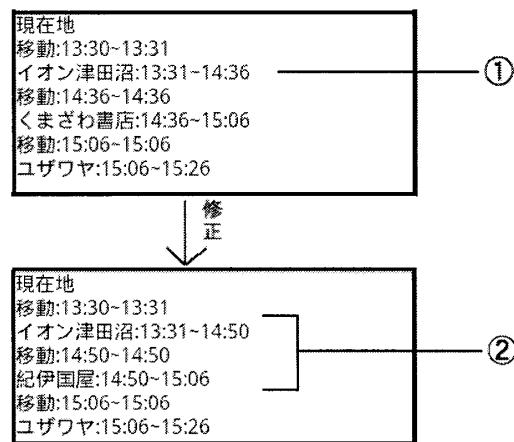 現在地
移動:13:30~13:31
イオン津田沼:13:31~14:36
①
移動:14:36~14:36
くまざわ書店:14:36~15:06
移動:15:06~15:06
ユザワヤ:15:06~15:26
修正
現在地
移動:13:30~13:31
イオン津田沼:13:31~14:50
移動:14:50~14:50
②
紀伊国屋:14:50~15:06
移動:15:06~15:06
ユザワヤ:15:06~15:26